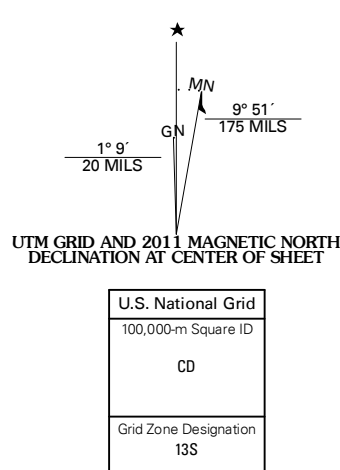 MN
GN
9° 51´
175 MILS
1° 9´
20 MILS
UTM GRID AND 2011 MAGNETIC NORTH
DECLINATION AT CENTER OF SHEET
U.S. National Grid
100,000-m Square ID
CD
Grid Zone Designation
13S